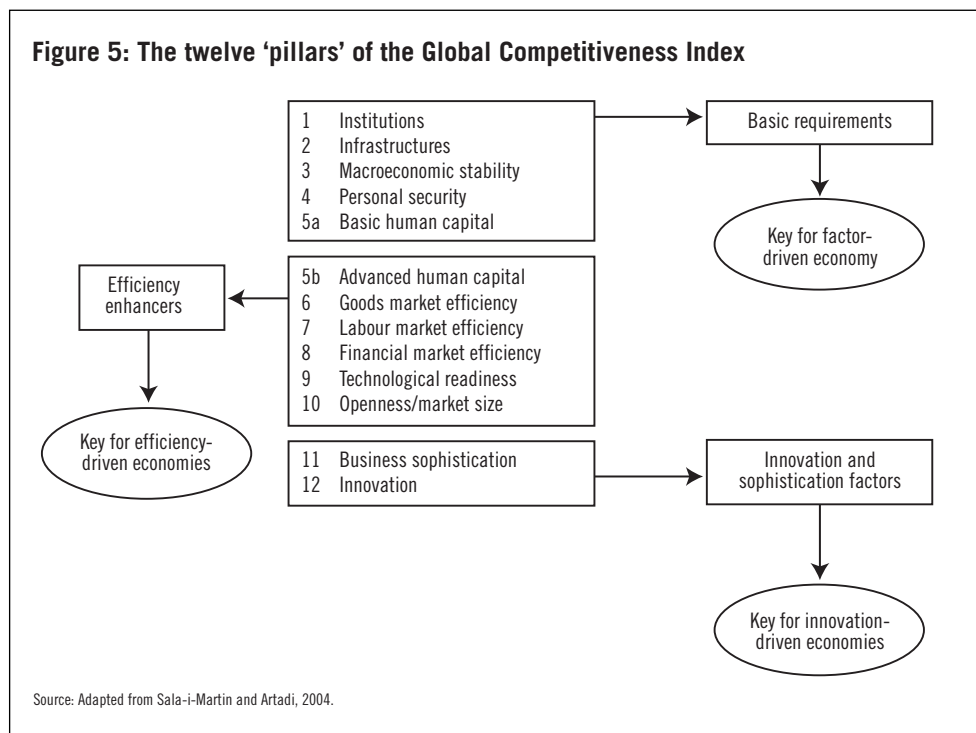 Figure 5: The twelve ‘pillars’ of the Global Competitiveness Index
1 Institutions
2 Infrastructures
3 Macroeconomic stability
4 Personal security
5a Basic human capital
Basic requirements
Key for factor-
driven economy
Efficiency
enhancers
5b Advanced human capital
6 Goods market efficiency
7 Labour market efficiency
8 Financial market efficiency
9 Technological readiness
10 Openness/market size
Key for efficiency-
driven economies
11 Business sophistication
12 Innovation
Innovation and
sophistication factors
Key for innovation-
driven economies
Source: Adapted from Sala-i-Martin and Artadi, 2004.